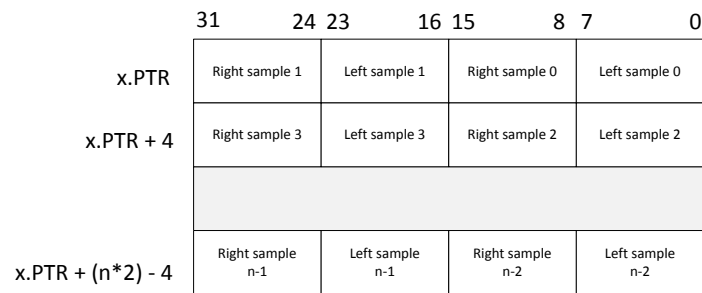 31 24 23 16 15 8 7 0
x.PTR Right sample 1 Left sample 1 Right sample 0 Left sample 0
x.PTR + 4 Right sample 3 Left sample 3 Right sample 2 Left sample 2
x.PTR + (n*2) - 4 Right sample n-1 Left sample n-1 Right sample n-2 Left sample n-2